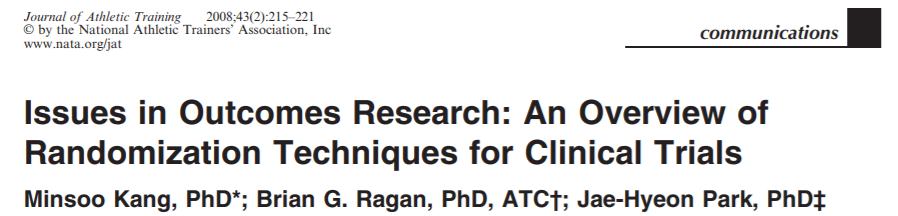 Journal of Athletic Training 2008;43(2):215–221
© by the National Athletic Trainers' Association, Inc
www.nata.org/jat
communications
Issues in Outcomes Research: An Overview of
Randomization Techniques for Clinical Trials
Minsoo Kang, PhD*; Brian G. Ragan, PhD, ATC†; Jae-Hyeon Park, PhD‡